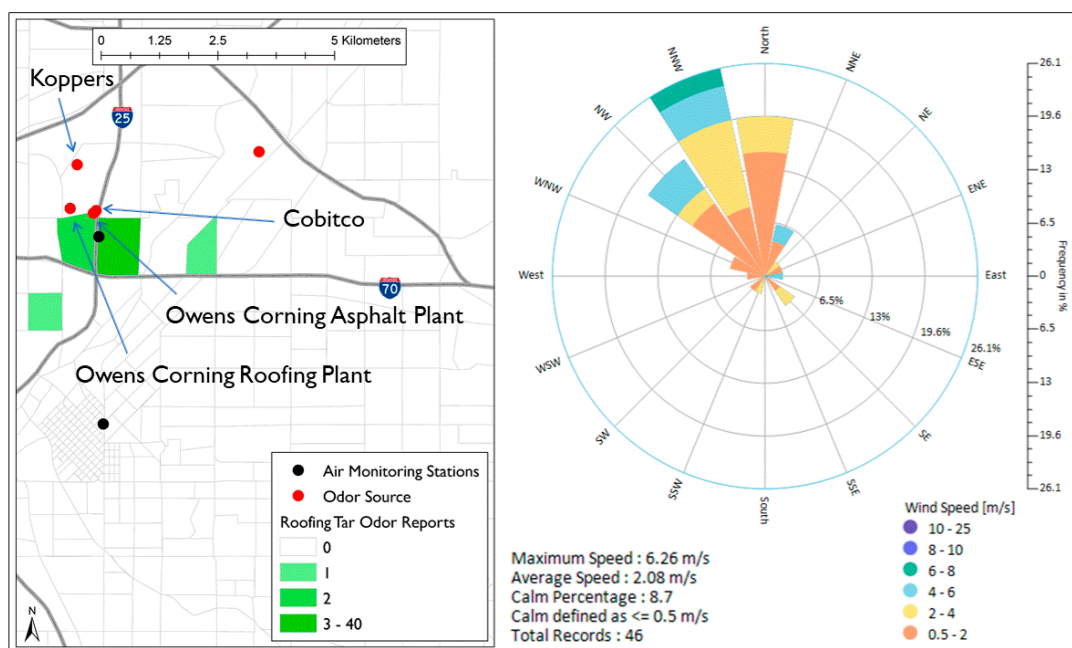 0 1.25 2.5 5 Kilometers
Koppers
25
Cobitco
70
Owens Corning Asphalt Plant
Owens Corning Roofing Plant
Air Monitoring Stations
Odor Source
Roofing Tar Odor Reports
0
1
2
3 - 40
N
North
NNE
NE
ENE
East
ESE
SE
SSE
South
SSW
SW
WSW
West
WNW
NW
NNW
6.5%
13%
19.6%
26.1%
26.1
19.6
13
6.5
0
6.5
13
19.6
26.1
Frequency in %
Wind Speed [m/s]
10 - 25
8 - 10
6 - 8
4 - 6
2 - 4
0.5 - 2
Maximum Speed : 6.26 m/s
Average Speed : 2.08 m/s
Calm Percentage : 8.7
Calm defined as <= 0.5 m/s
Total Records : 46